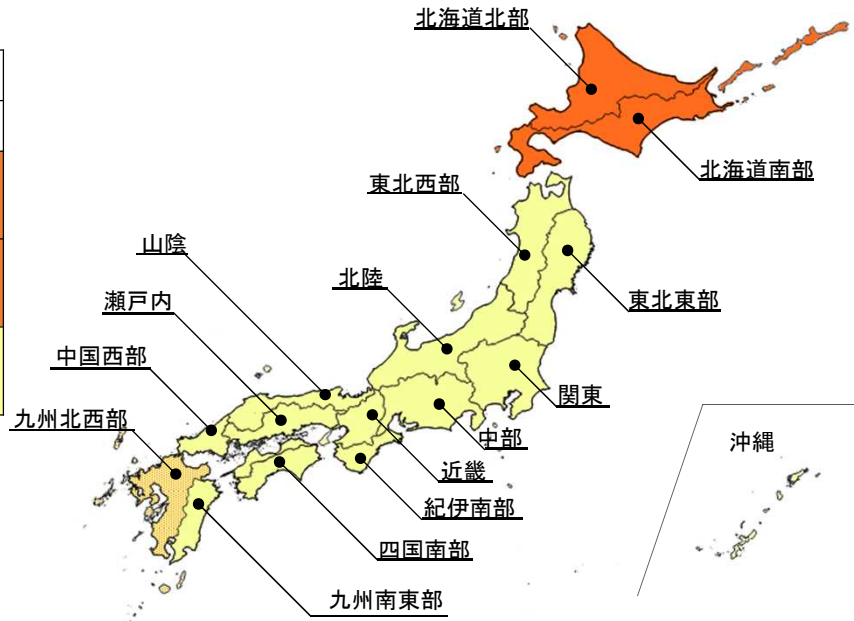 北海道北部
北海道南部
東北西部
山陰
北陸
東北東部
瀬戸内
中国西部
関東
九州北西部
中部
沖縄
近畿
紀伊南部
四国南部
九州南東部